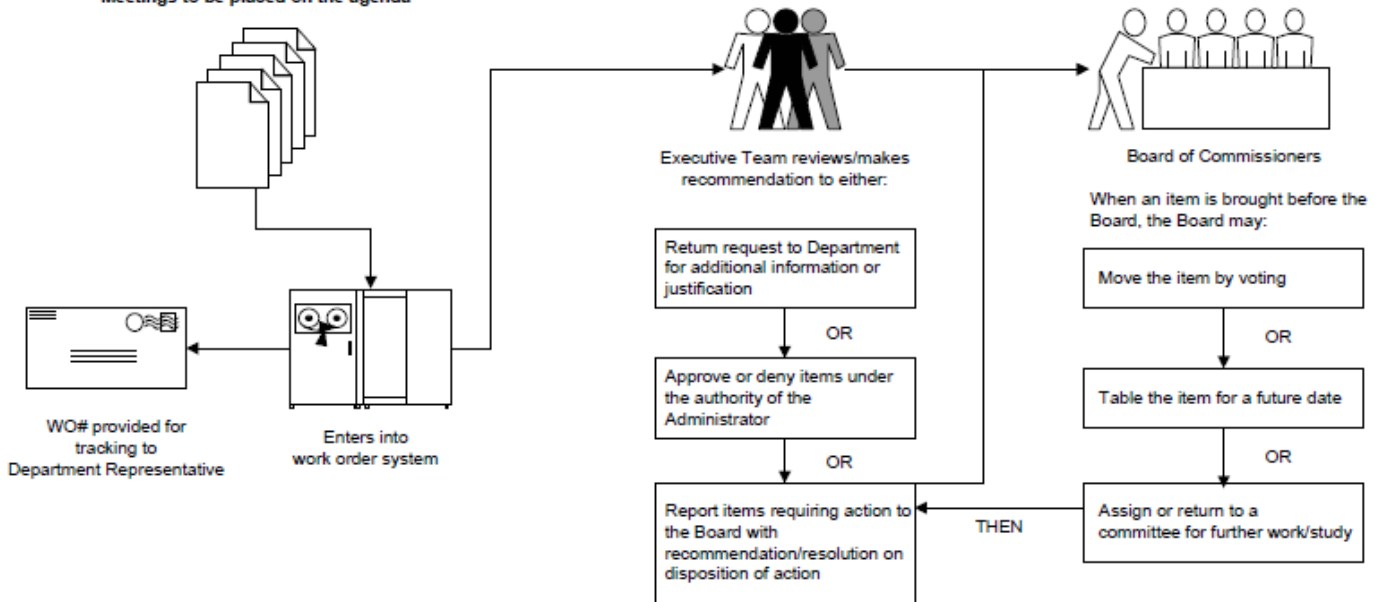 Meetings to be placed on the agenda
WO# provided for
tracking to
Department Representative
Enters into
work order system
Executive Team reviews/makes
recommendation to either:
Return request to Department
for additional information or
justification
OR
Approve or deny items under
the authority of the
Administrator
OR
Report items requiring action to
the Board with
recommendation/resolution on
disposition of action
THEN
Board of Commissioners
When an item is brought before the
Board, the Board may:
Move the item by voting
OR
Table the item for a future date
OR
Assign or return to a
committee for further work/study